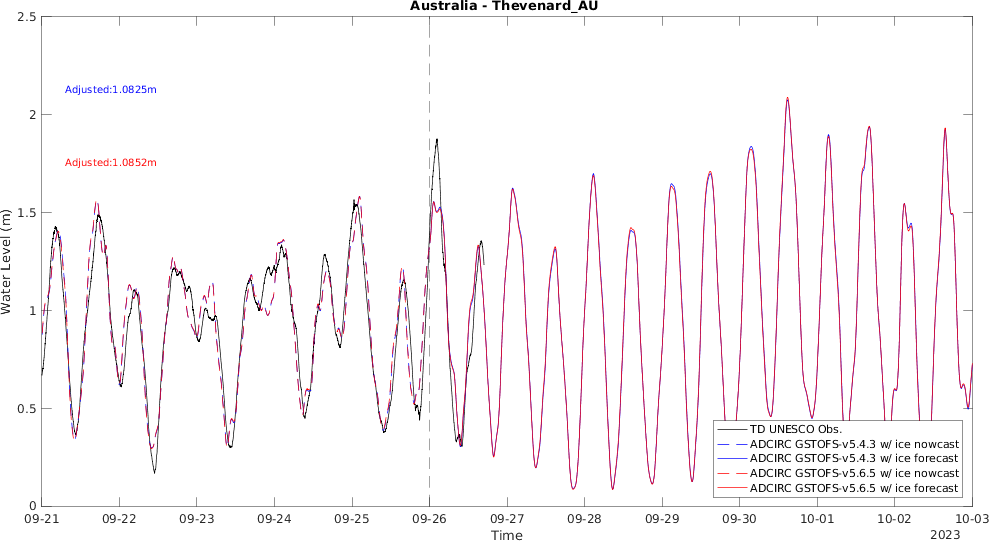 Australia - Thevenard_AU
2.5
2
1.5
1
0.5
0
Water Level (m)
Adjusted:1.0825m
Adjusted:1.0852m
TD UNESCO Obs.
ADCIRC GSTOFS-v5.4.3 w/ ice nowcast
ADCIRC GSTOFS-v5.4.3 w/ ice forecast
ADCIRC GSTOFS-v5.6.5 w/ ice nowcast
ADCIRC GSTOFS-v5.6.5 w/ ice forecast
09-21 09-22 09-23 09-24 09-25 09-26 09-27 09-28 09-29 09-30 10-01 10-02 10-03
Time
2023